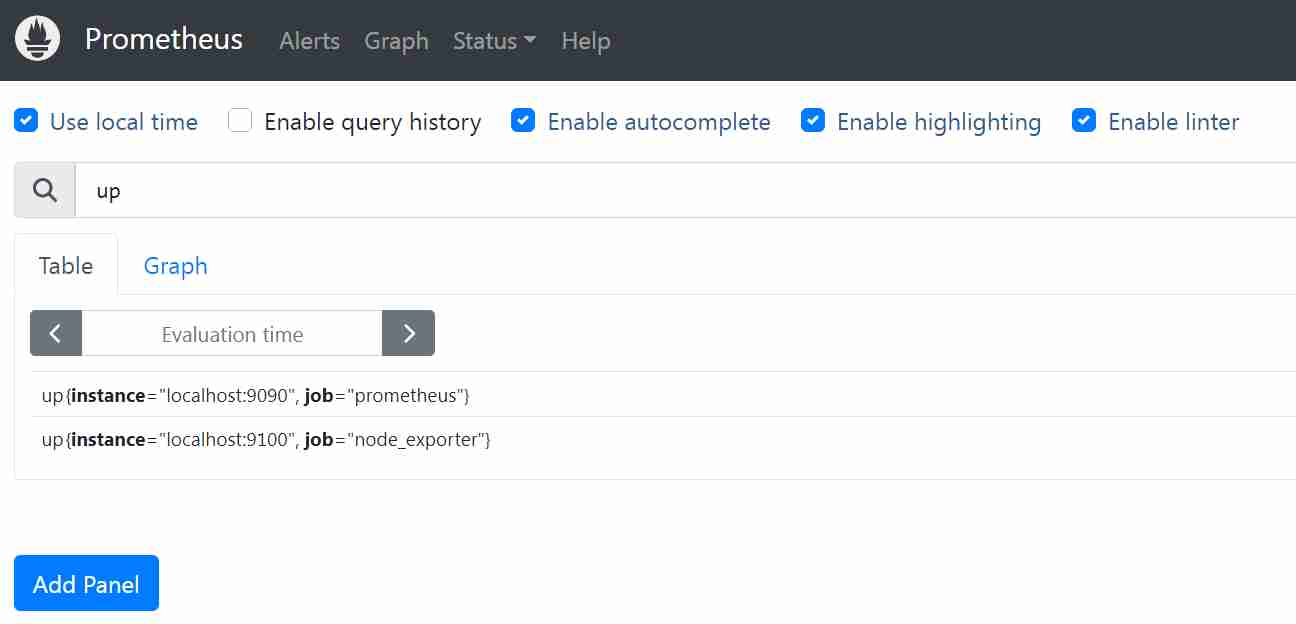 Prometheus Alerts Graph Status Help
Use local time Enable query history Enable autocomplete Enable highlighting Enable linter
up
Table Graph
Evaluation time
up{instance="localhost:9090", job="prometheus"}
up{instance="localhost:9100", job="node_exporter"}
Add Panel